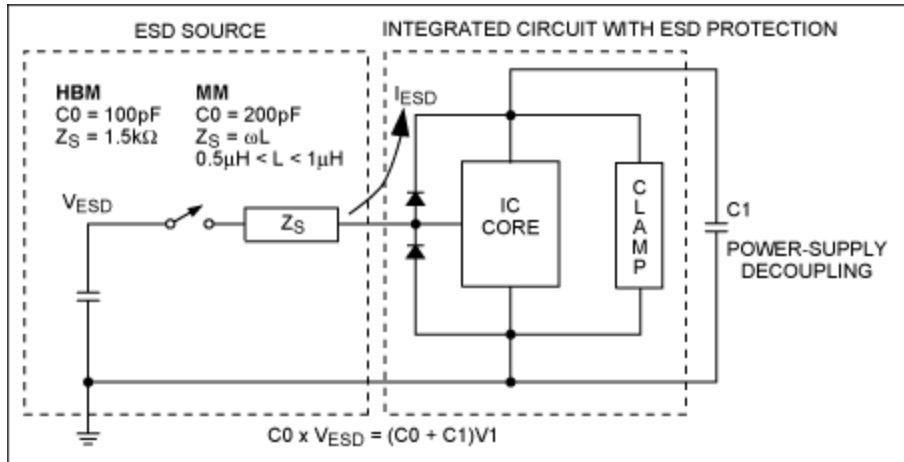 ESD SOURCE
INTEGRATED CIRCUIT WITH ESD PROTECTION
HBM
C0 = 100pF
ZS = 1.5kΩ
MM
C0 = 200pF
ZS = ωL
0.5µH < L < 1µH
IESD
VESD
ZS
IC
CORE
CLAMP
C1
POWER-SUPPLY
DECOUPLING
C0 x VESD = (C0 + C1)V1